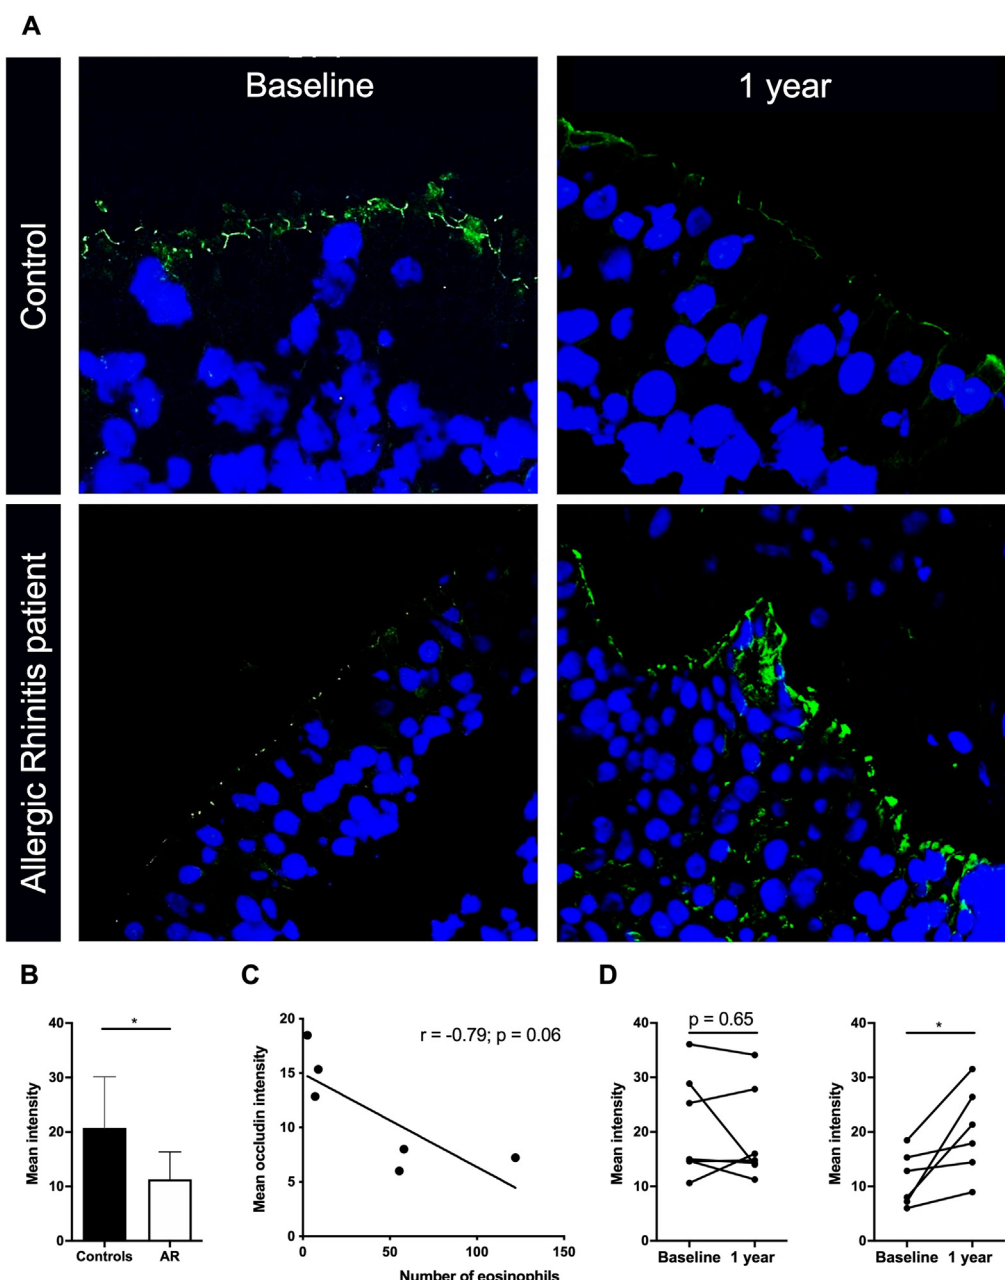 A
Baseline
1 year
Control
Allergic Rhinitis patient
B
C
D
40
30
20
10
0
Mean intensity
*
Controls
AR
20
15
10
5
0
Mean occludin intensity
r = -0.79; p = 0.06
0
50
100
150
Number of eosinophils
40
30
20
10
0
Mean intensity
p = 0.65
Baseline
1 year
40
30
20
10
0
Mean intensity
*
Baseline
1 year